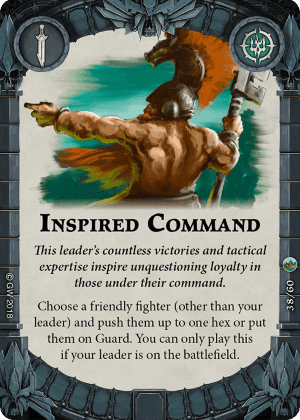 INSPIRED COMMAND
This leader's countless victories and tactical
expertise inspire unquestioning loyalty in
those under their command.
Choose a friendly fighter (other than your
leader) and push them up to one hex or put
them on Guard. You can only play this
if your leader is on the battlefield.
©GW 2018
38/60